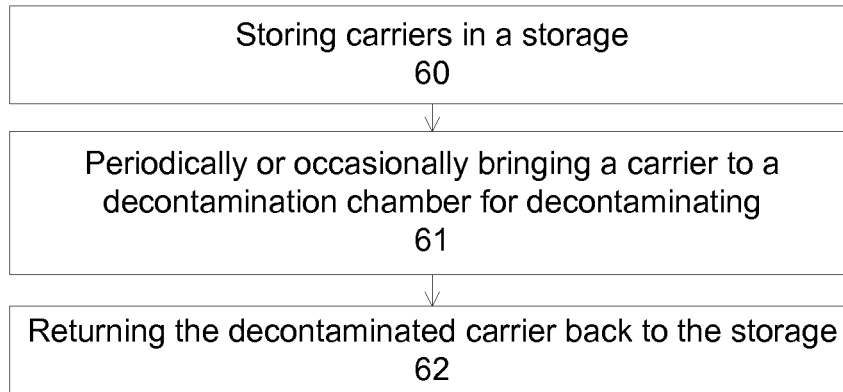 Storing carriers in a storage
60
Periodically or occasionally bringing a carrier to a
decontamination chamber for decontaminating
61
Returning the decontaminated carrier back to the storage
62